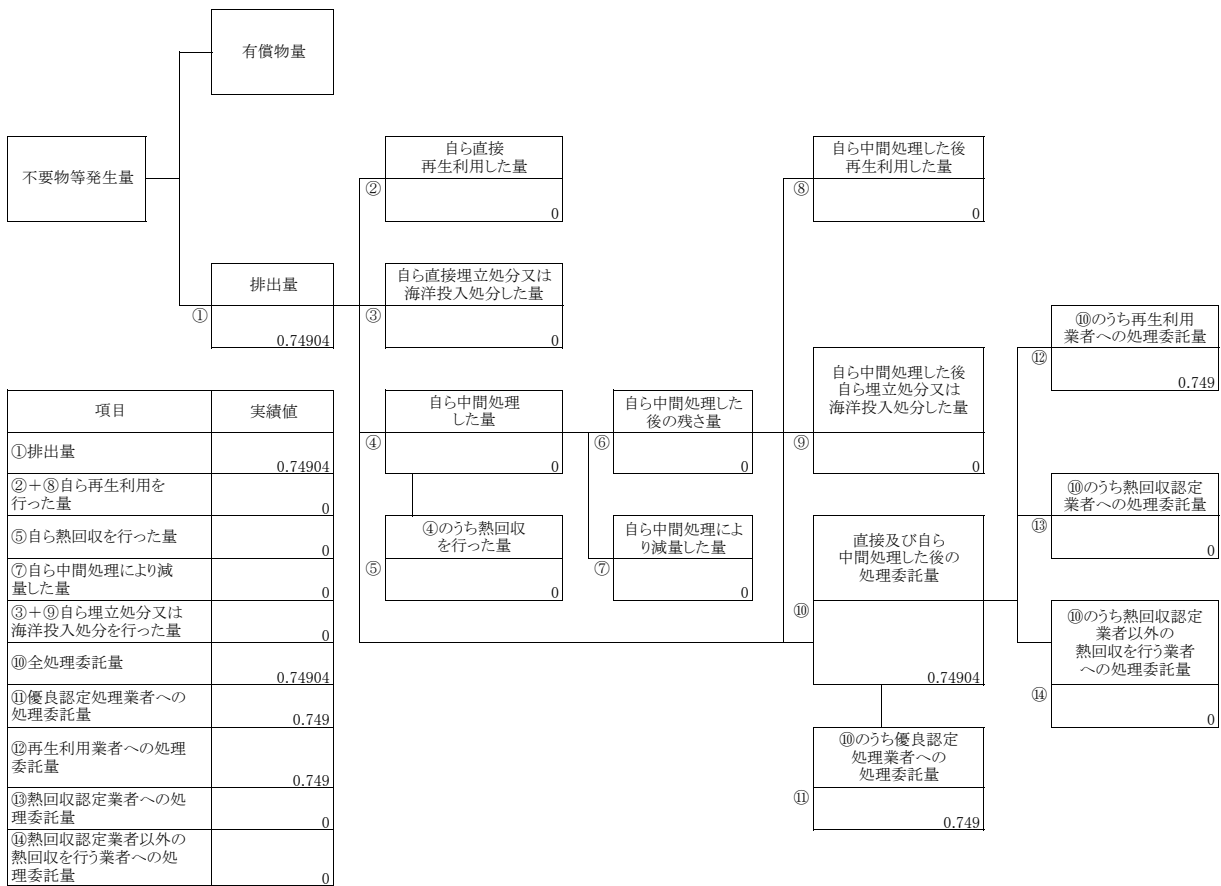 有償物量
不要物等発生量
排出量
①
0.74904
自ら直接
再生利用した量
②
0
自ら直接埋立処分又は
海洋投入処分した量
③
0
自ら中間処理
した量
④
0
④のうち熱回収
を行った量
⑤
0
自ら中間処理した
後の残さ量
⑥
0
自ら中間処理によ
り減量した量
⑦
0
自ら中間処理した後
再生利用した量
⑧
0
自ら中間処理した後
自ら埋立処分又は
海洋投入処分した量
⑨
0
直接及び自ら
中間処理した後の
処理委託量
⑩
0.74904
⑩のうち優良認定
処理業者への
処理委託量
⑪
0.749
⑩のうち再生利用
業者への処理委託量
⑫
0.749
⑩のうち熱回収認定
業者への処理委託量
⑬
0
⑩のうち熱回収認定
業者以外の
熱回収を行う業者
への処理委託量
⑭
0
項目 実績値
①排出量
0.74904
②+⑧自ら再生利用を
行った量
0
⑤自ら熱回収を行った量
0
⑦自ら中間処理により減
量した量
0
③+⑨自ら埋立処分又は
海洋投入処分を行った量
0
⑩全処理委託量
0.74904
⑪優良認定処理業者への
処理委託量
0.749
⑫再生利用業者への処理
委託量
0.749
⑬熱回収認定業者への処
理委託量
0
⑭熱回収認定業者以外の
熱回収を行う業者への処
理委託量
0